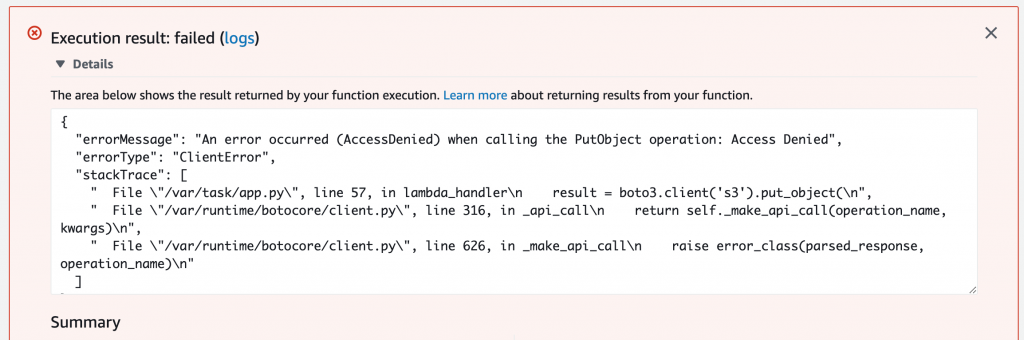 Execution result: failed (logs)
▼ Details
The area below shows the result returned by your function execution. Learn more about returning results from your function.
{
  "errorMessage": "An error occurred (AccessDenied) when calling the PutObject operation: Access Denied",
  "errorType": "ClientError",
  "stackTrace": [
    "  File \"/var/task/app.py\", line 57, in lambda_handler\n    result = boto3.client('s3').put_object(\n",
    "  File \"/var/runtime/botocore/client.py\", line 316, in _api_call\n    return self._make_api_call(operation_name,
kwargs)\n",
    "  File \"/var/runtime/botocore/client.py\", line 626, in _make_api_call\n    raise error_class(parsed_response,
operation_name)\n"
  ]
Summary